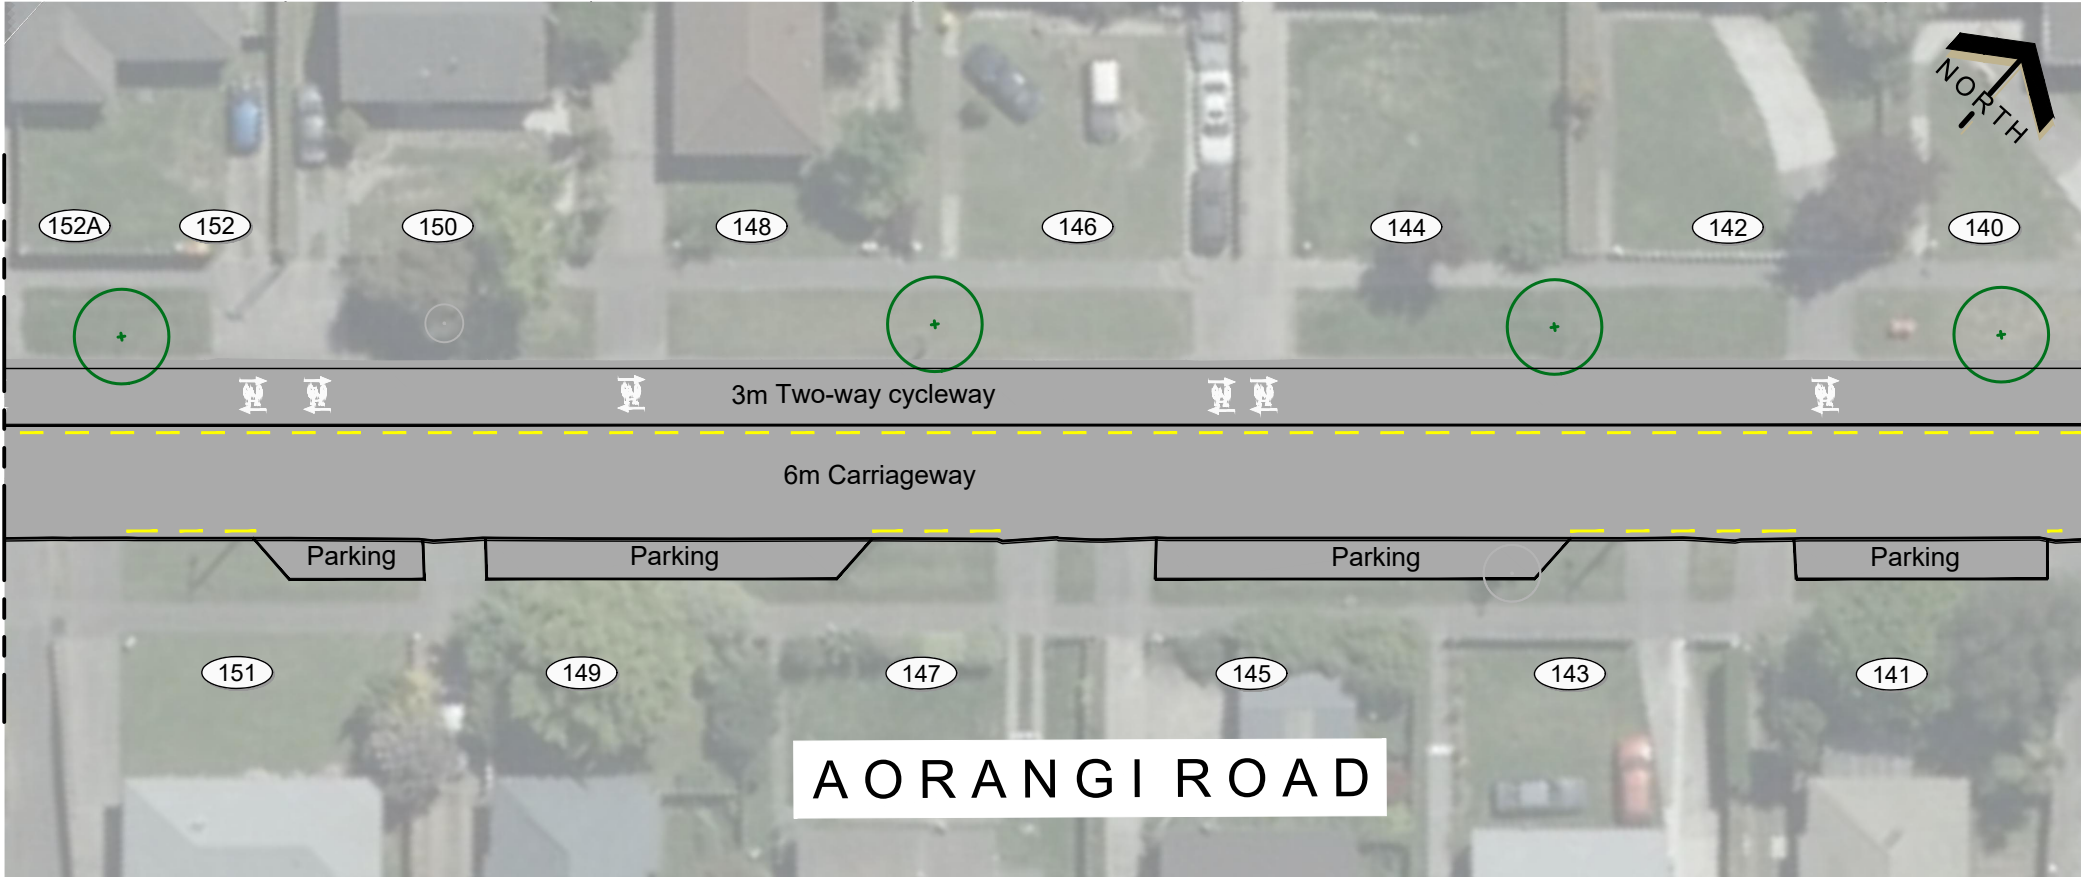 NORTH
152A
152
150
148
146
144
142
140
3m Two-way cycleway
6m Carriageway
Parking
Parking
Parking
Parking
151
149
147
145
143
141
AORANGI ROAD